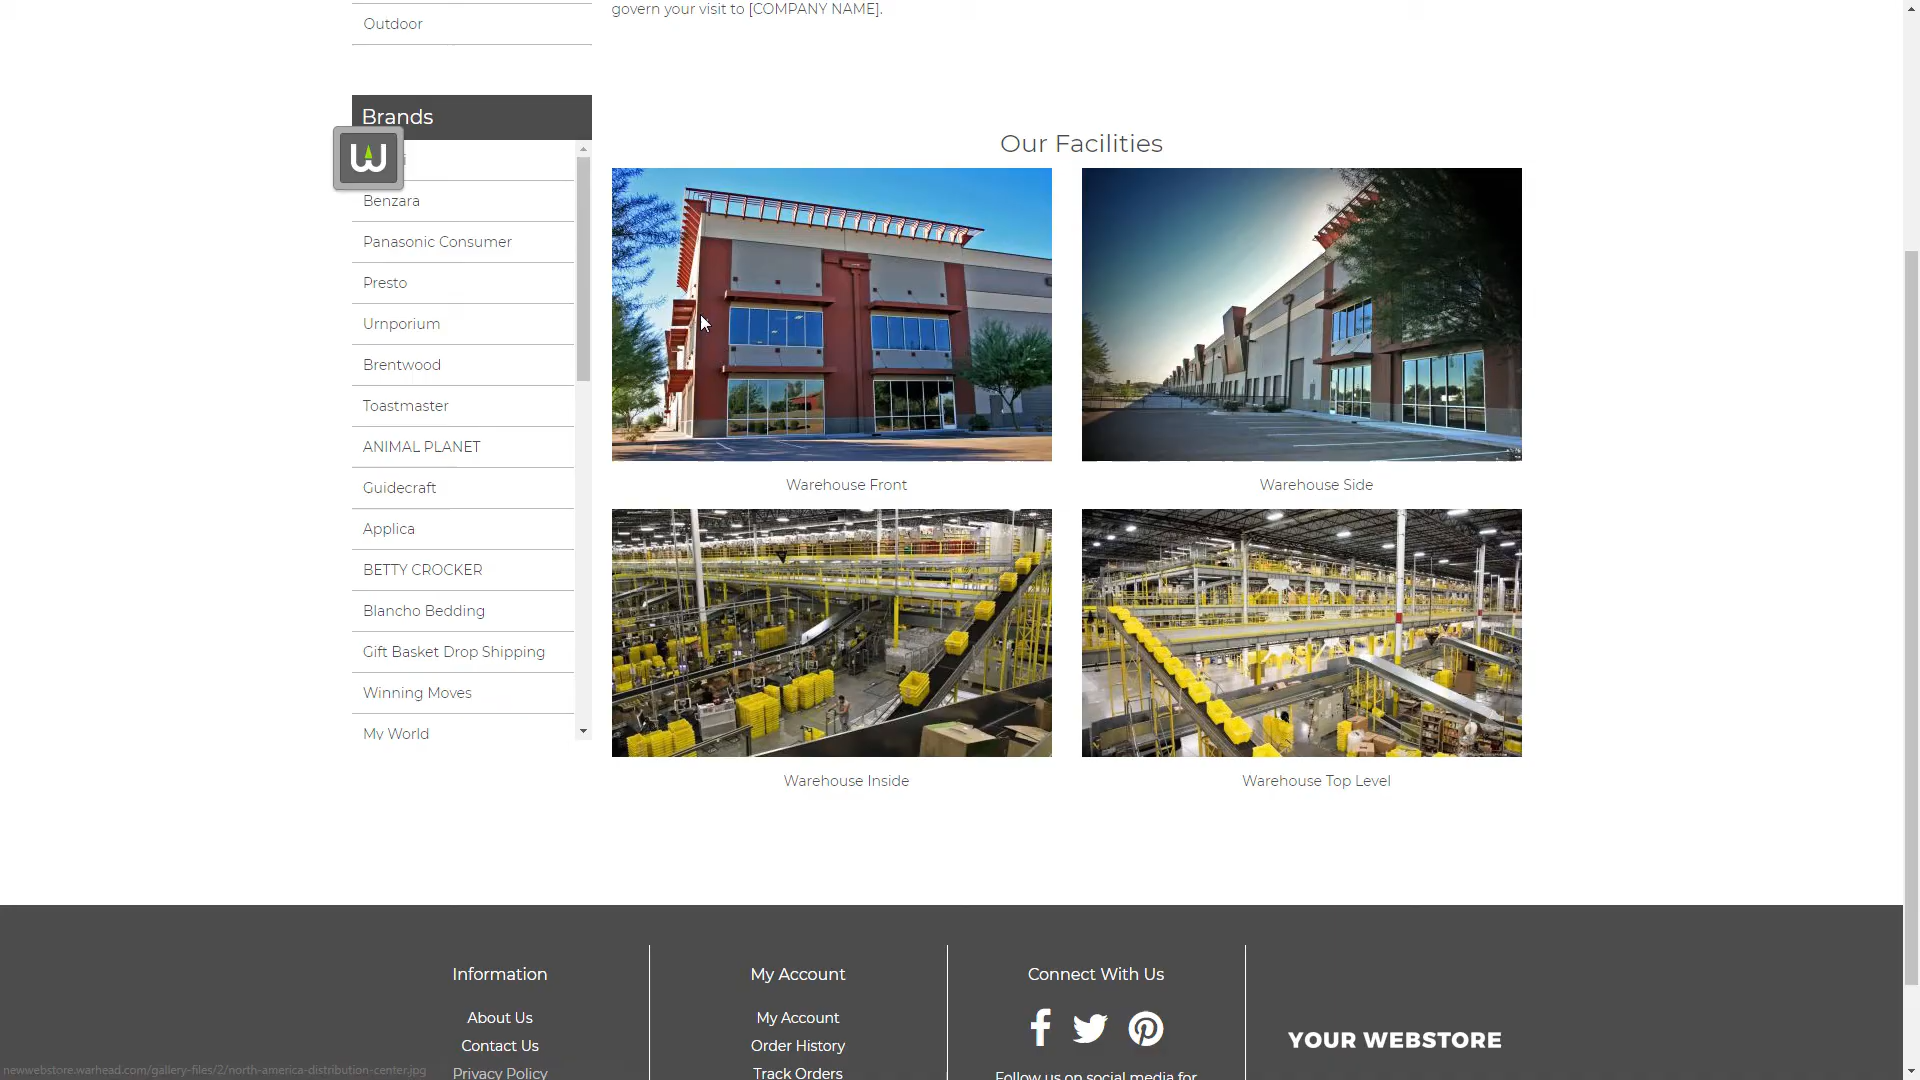 govern your visit to [COMPANY NAME].
Outdoor
Brands
Benzara
Panasonic Consumer
Presto
Urnporium
Brentwood
Toastmaster
ANIMAL PLANET
Guidecraft
Applica
BETTY CROCKER
Blancho Bedding
Gift Basket Drop Shipping
Winning Moves
My World
Our Facilities
Warehouse Front
Warehouse Side
Warehouse Inside
Warehouse Top Level
Information
About Us
Contact Us
Privacy Policy
My Account
My Account
Order History
Track Orders
Connect With Us
Follow us on social media for
YOUR WEBSTORE
newwebstore.warhead.com/gallery-files/2/north-america-distribution-center.jpg